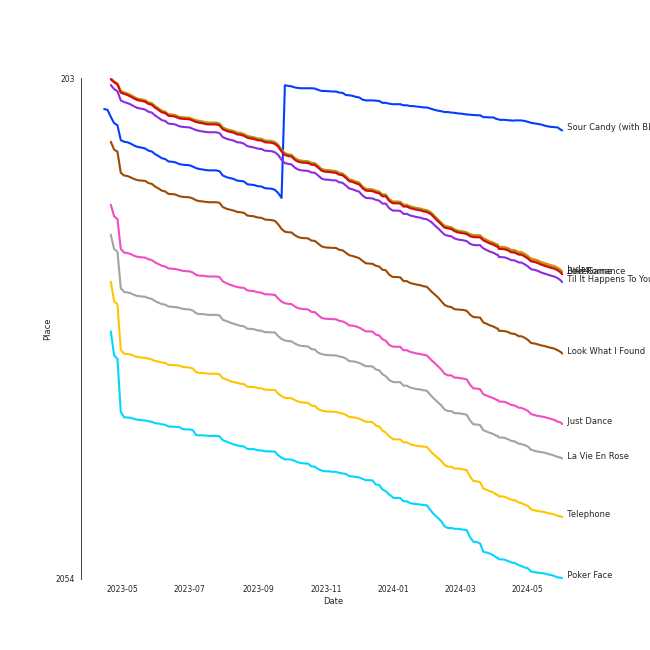 203
Sour Candy (with Bl
Til It Happens To You
Look What I Found
Place
Just Dance
La Vie En Rose
Telephone
Poker Face
2054
2023-05 2023-07 2023-09 2023-11 2024-01 2024-03 2024-05
Date